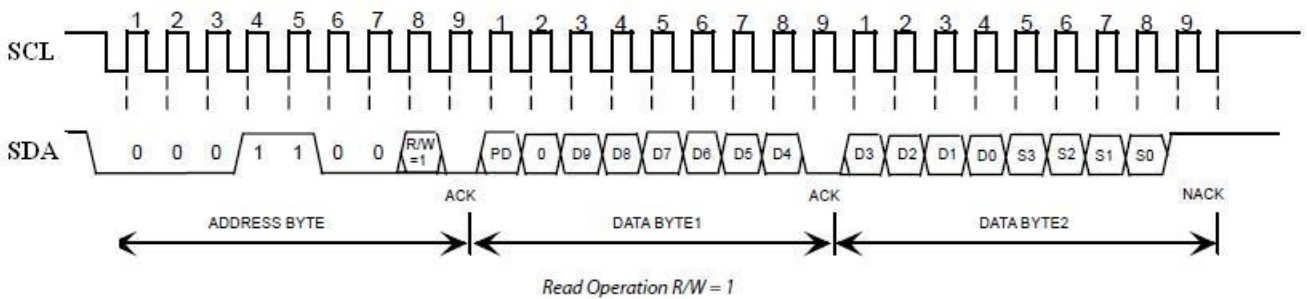 1 2 3 4 5 6 7 8 9 1 2 3 4 5 6 7 8 9 1 2 3 4 5 6 7 8 9
SCL
SDA 0 0 0 1 1 0 0 R/W =1 PD 0 D9 D8 D7 D6 D5 D4 D3 D2 D1 D0 S3 S2 S1 S0
ACK ACK NACK
ADDRESS BYTE DATA BYTE1 DATA BYTE2
Read Operation R/W = 1